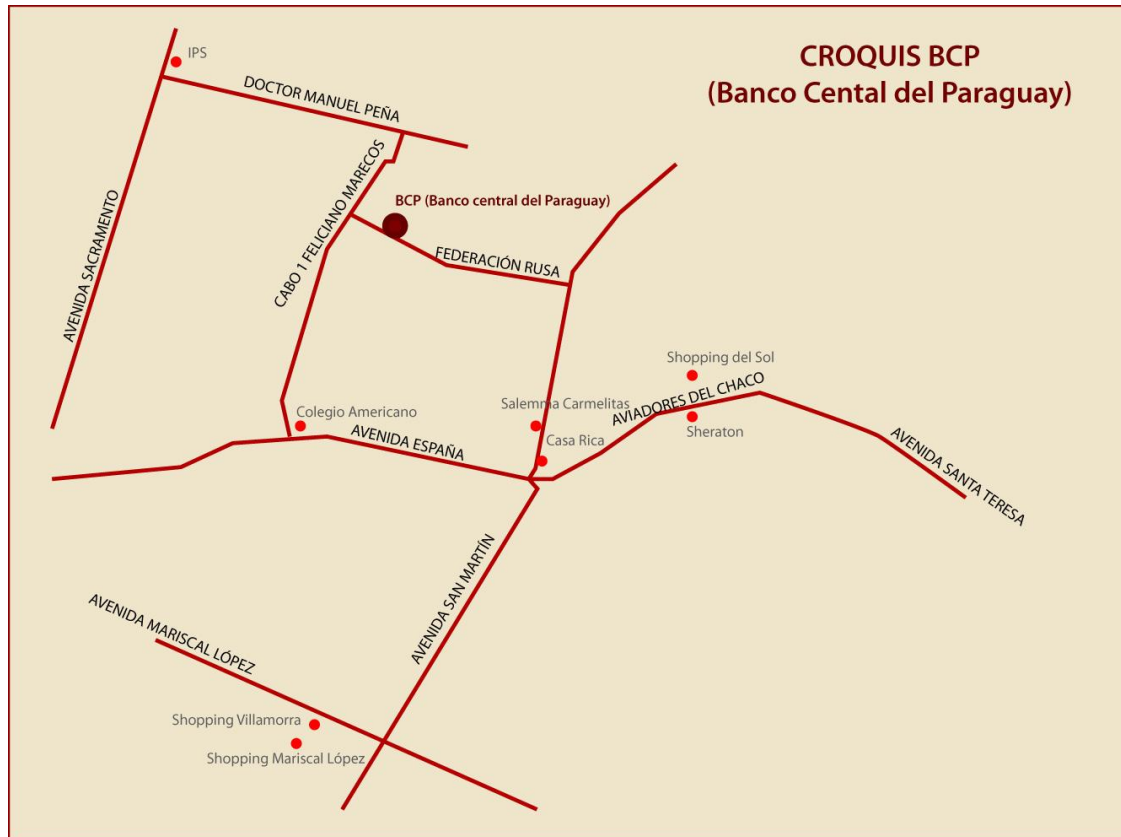 CROQUIS BCP
(Banco Cental del Paraguay)
IPS
DOCTOR MANUEL PEÑA
AVENIDA SACRAMENTO
CABO 1 FELICIANO MARECOS
BCP (Banco central del Paraguay)
FEDERACIÓN RUSA
Shopping del Sol
AVIADORES DEL CHACO
Salemma Carmelitas
Colegio Americano
Sheraton
AVENIDA ESPAÑA
Casa Rica
AVENIDA SANTA TERESA
AVENIDA SAN MARTÍN
AVENIDA MARISCAL LÓPEZ
Shopping Villamorra
Shopping Mariscal López